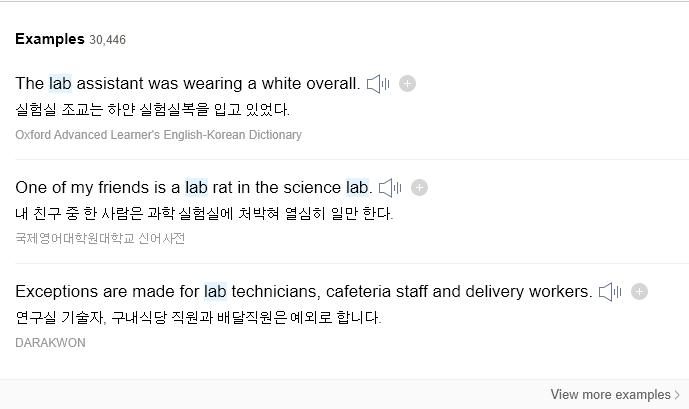 Examples 30,446
The lab assistant was wearing a white overall.
실험실 조교는 하얀 실험실복을 입고 있었다.
Oxford Advanced Learner's English-Korean Dictionary
One of my friends is a lab rat in the science lab.
내 친구 중 한 사람은 과학 실험실에 처박혀 열심히 일만 한다.
국제영어대학원대학교 신어사전
Exceptions are made for lab technicians, cafeteria staff and delivery workers.
연구실 기술자, 구내식당 직원과 배달직원은 예외로 합니다.
DARAKWON
View more examples